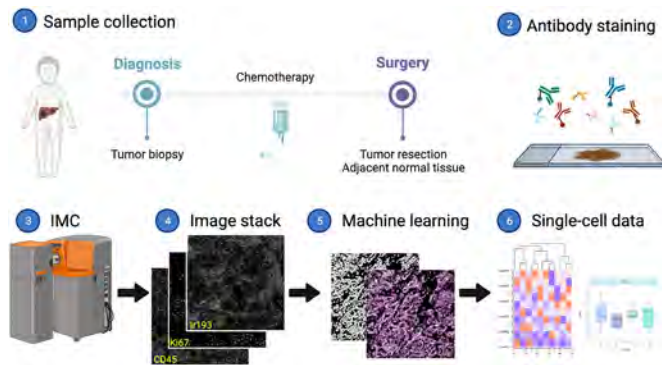 1 Sample collection
Diagnosis
Chemotherapy
Surgery
Tumor biopsy
Tumor resection
Adjacent normal tissue
2 Antibody staining
3 IMC
4 Image stack
Ir193
Ki67
CD45
5 Machine learning
6 Single-cell data